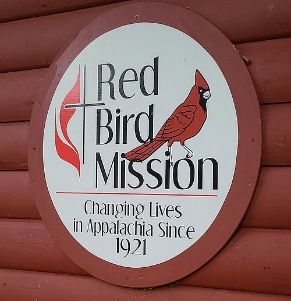 Red
Bird
Mission
Changing Lives
in Appalachia Since
1921